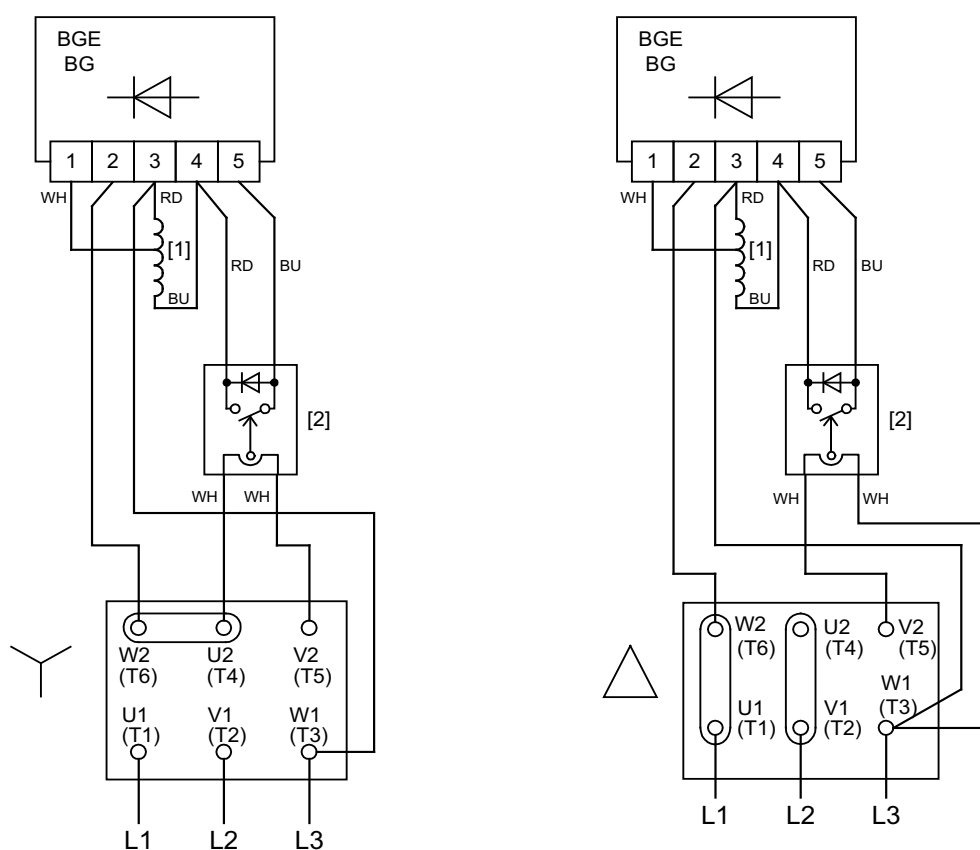 BGE
BG
1 2 3 4 5
WH RD
[1]
RD BU
BU
[2]
WH WH
W2 U2 V2
(T6) (T4) (T5)
U1 V1 W1
(T1) (T2) (T3)
L1 L2 L3
BGE
BG
1 2 3 4 5
WH RD
[1]
RD BU
BU
[2]
WH WH
W2 U2 V2
(T6) (T4) (T5)
W1
U1 V1 (T3)
(T1) (T2)
L1 L2 L3